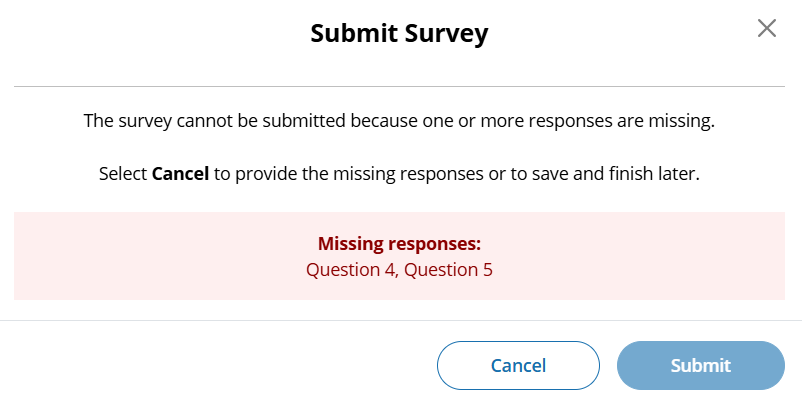 Submit Survey
The survey cannot be submitted because one or more responses are missing.
Select Cancel to provide the missing responses or to save and finish later.
Missing responses:
Question 4, Question 5
Cancel
Submit